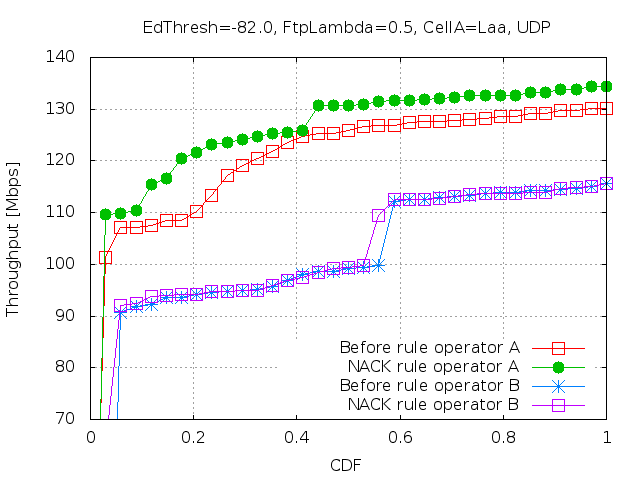 EdThresh=-82.0, FtpLambda=0.5, CellA=Laa, UDP
140
130
120
110
100
90
80
70
Throughput [Mbps]
Before rule operator A
NACK rule operator A
Before rule operator B
NACK rule operator B
0
0.2
0.4
0.6
0.8
1
CDF